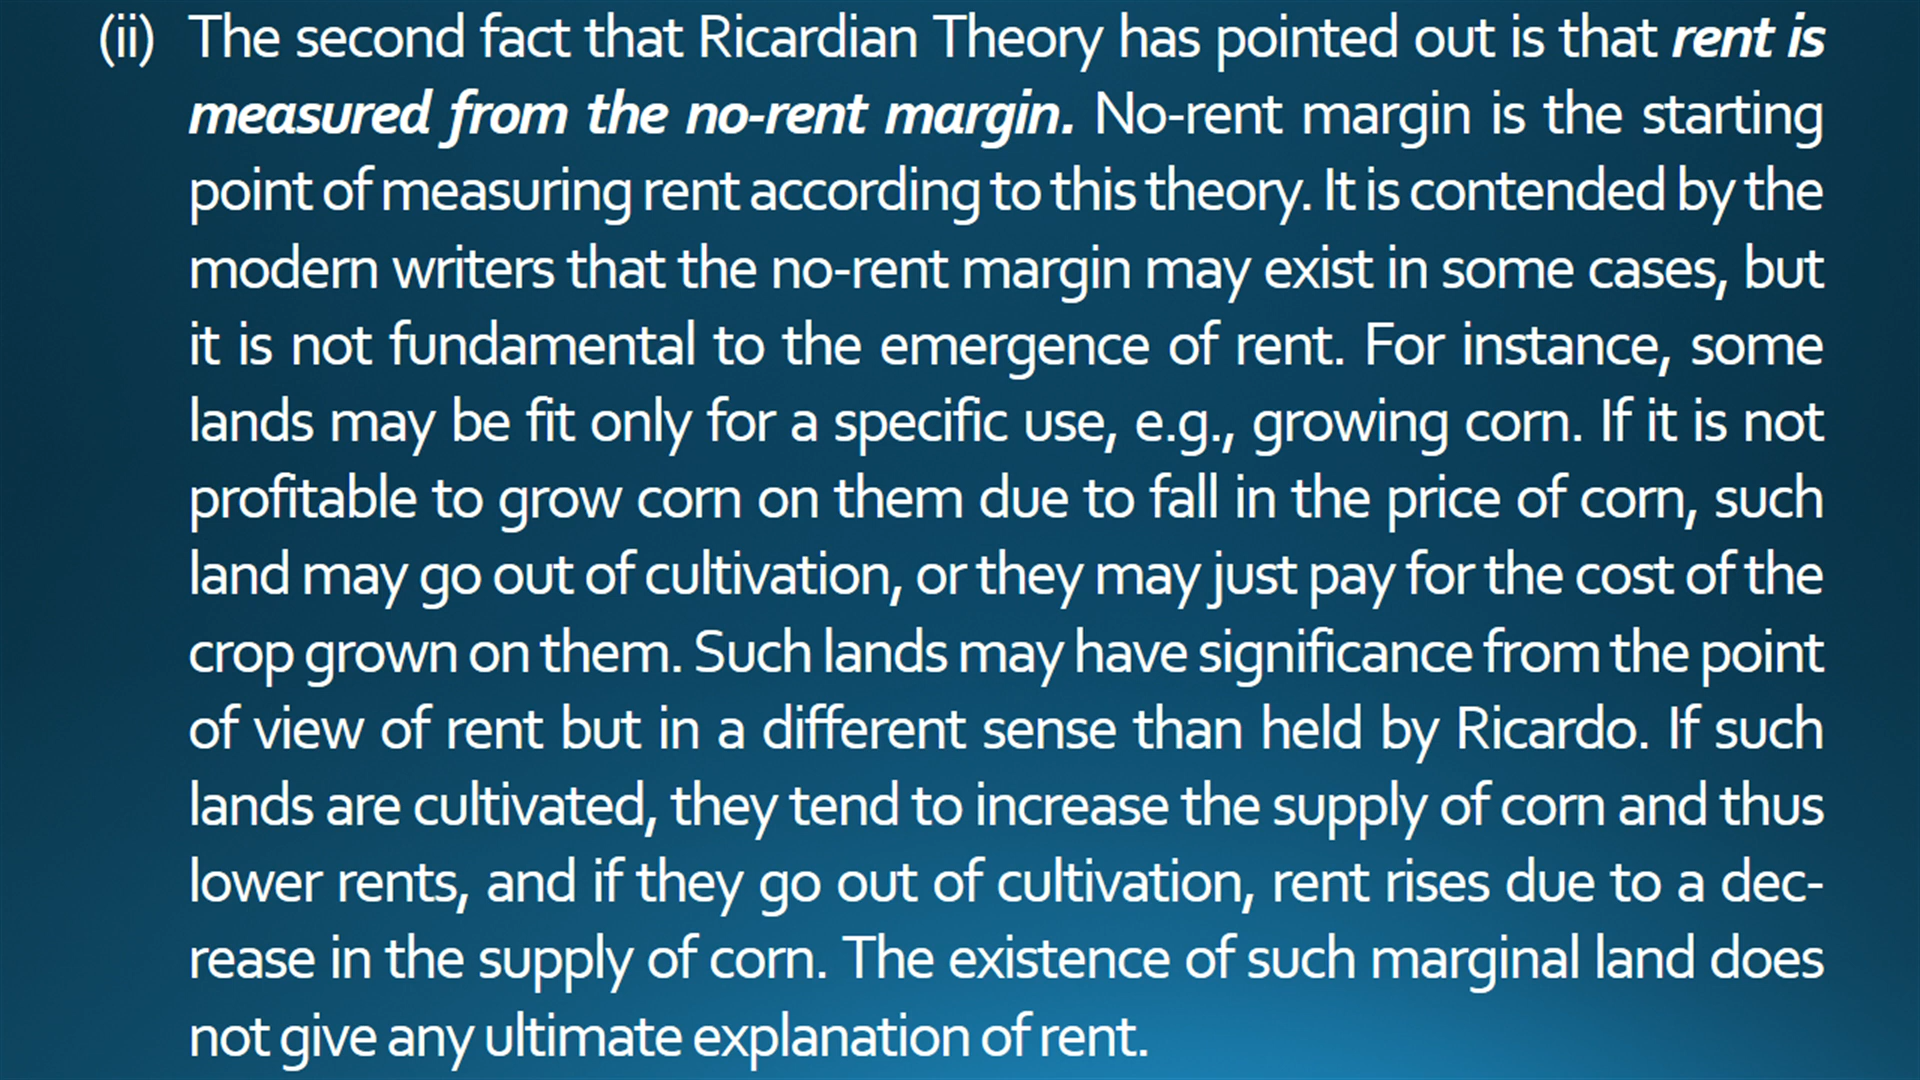 (ii) The second fact that Ricardian Theory has pointed out is that rent is
measured from the no-rent margin. No-rent margin is the starting
point of measuring rent according to this theory. It is contended by the
modern writers that the no-rent margin may exist in some cases, but
it is not fundamental to the emergence of rent. For instance, some
lands may be fit only for a specific use, e.g., growing corn. If it is not
profitable to grow corn on them due to fall in the price of corn, such
land may go out of cultivation, or they may just pay for the cost of the
crop grown on them. Such lands may have significance from the point
of view of rent but in a different sense than held by Ricardo. If such
lands are cultivated, they tend to increase the supply of corn and thus
lower rents, and if they go out of cultivation, rent rises due to a dec-
rease in the supply of corn. The existence of such marginal land does
not give any ultimate explanation of rent.